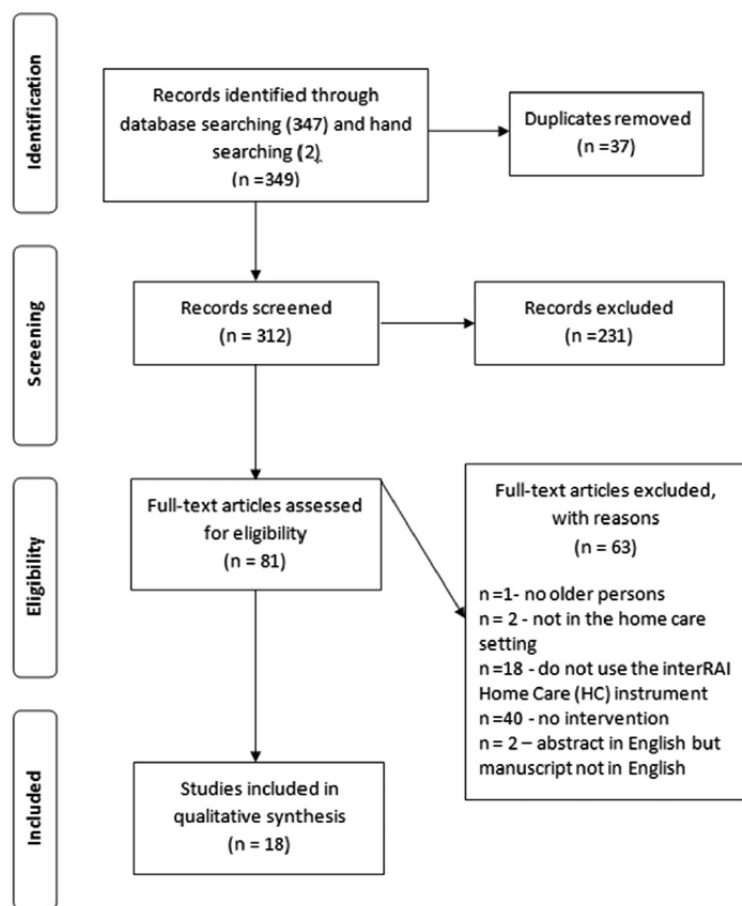 Identification
Records identified through
database searching (347) and hand
searching (2)
(n =349)
Duplicates removed
(n =37)
Screening
Records screened
(n = 312)
Records excluded
(n =231)
Eligibility
Full-text articles assessed
for eligibility
(n = 81)
Full-text articles excluded,
with reasons
(n = 63)
n =1- no older persons
n = 2 - not in the home care
setting
n=18 - do not use the interRAI
Home Care (HC) instrument
n=40 - no intervention
n= 2 – abstract in English but
manuscript not in English
Included
Studies included in
qualitative synthesis
(n = 18)